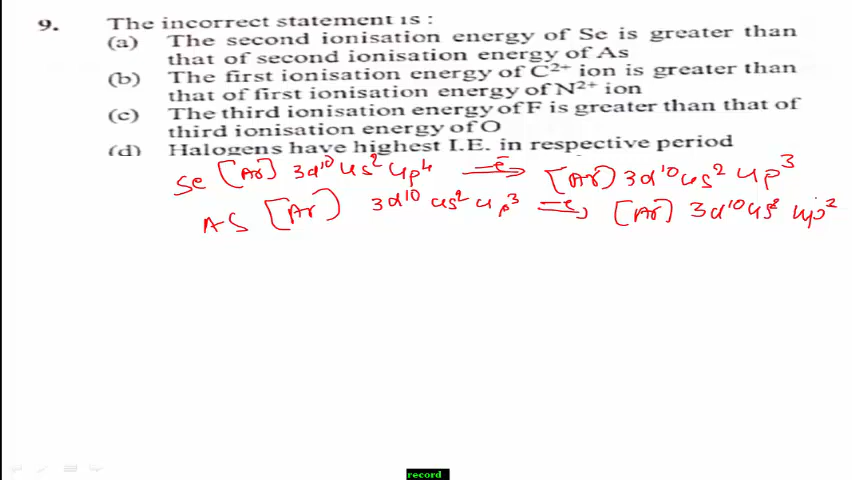 9. The incorrect statement is :
(a) The second ionisation energy of Se is greater than
that of second ionisation energy of As
(b) The first ionisation energy of C²⁺ ion is greater than
that of first ionisation energy of N²⁺ ion
(c) The third ionisation energy of F is greater than that of
third ionisation energy of O
(d) Halogens have highest I.E. in respective period
Se [Ar] 3d¹⁰ 4s² 4p⁴ –e⁻→ [Ar] 3d¹⁰ 4s² 4p³
AS [Ar] 3d¹⁰ 4s² 4p³ –e⁻→ [Ar] 3d¹⁰ 4s² 4p²
record